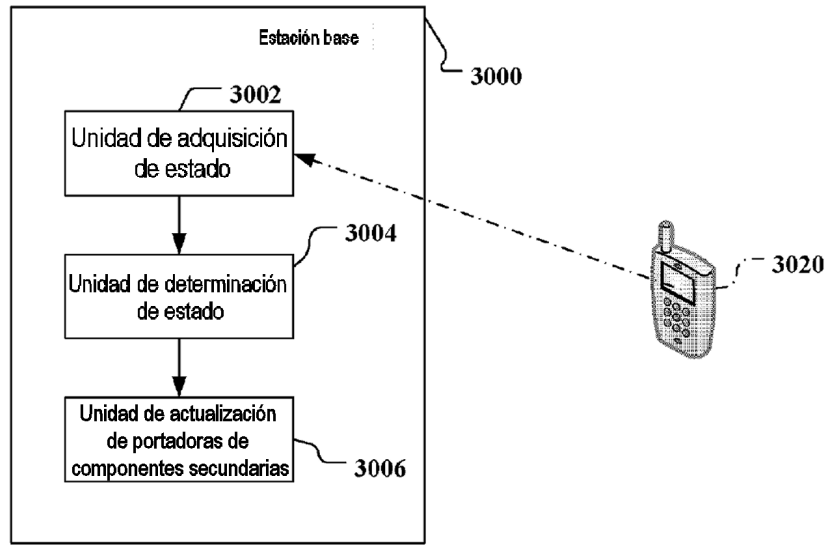 Estación base
3000
3002
Unidad de adquisición
de estado
3004
Unidad de determinación
de estado
3020
Unidad de actualización
de portadoras de
componentes secundarias
3006